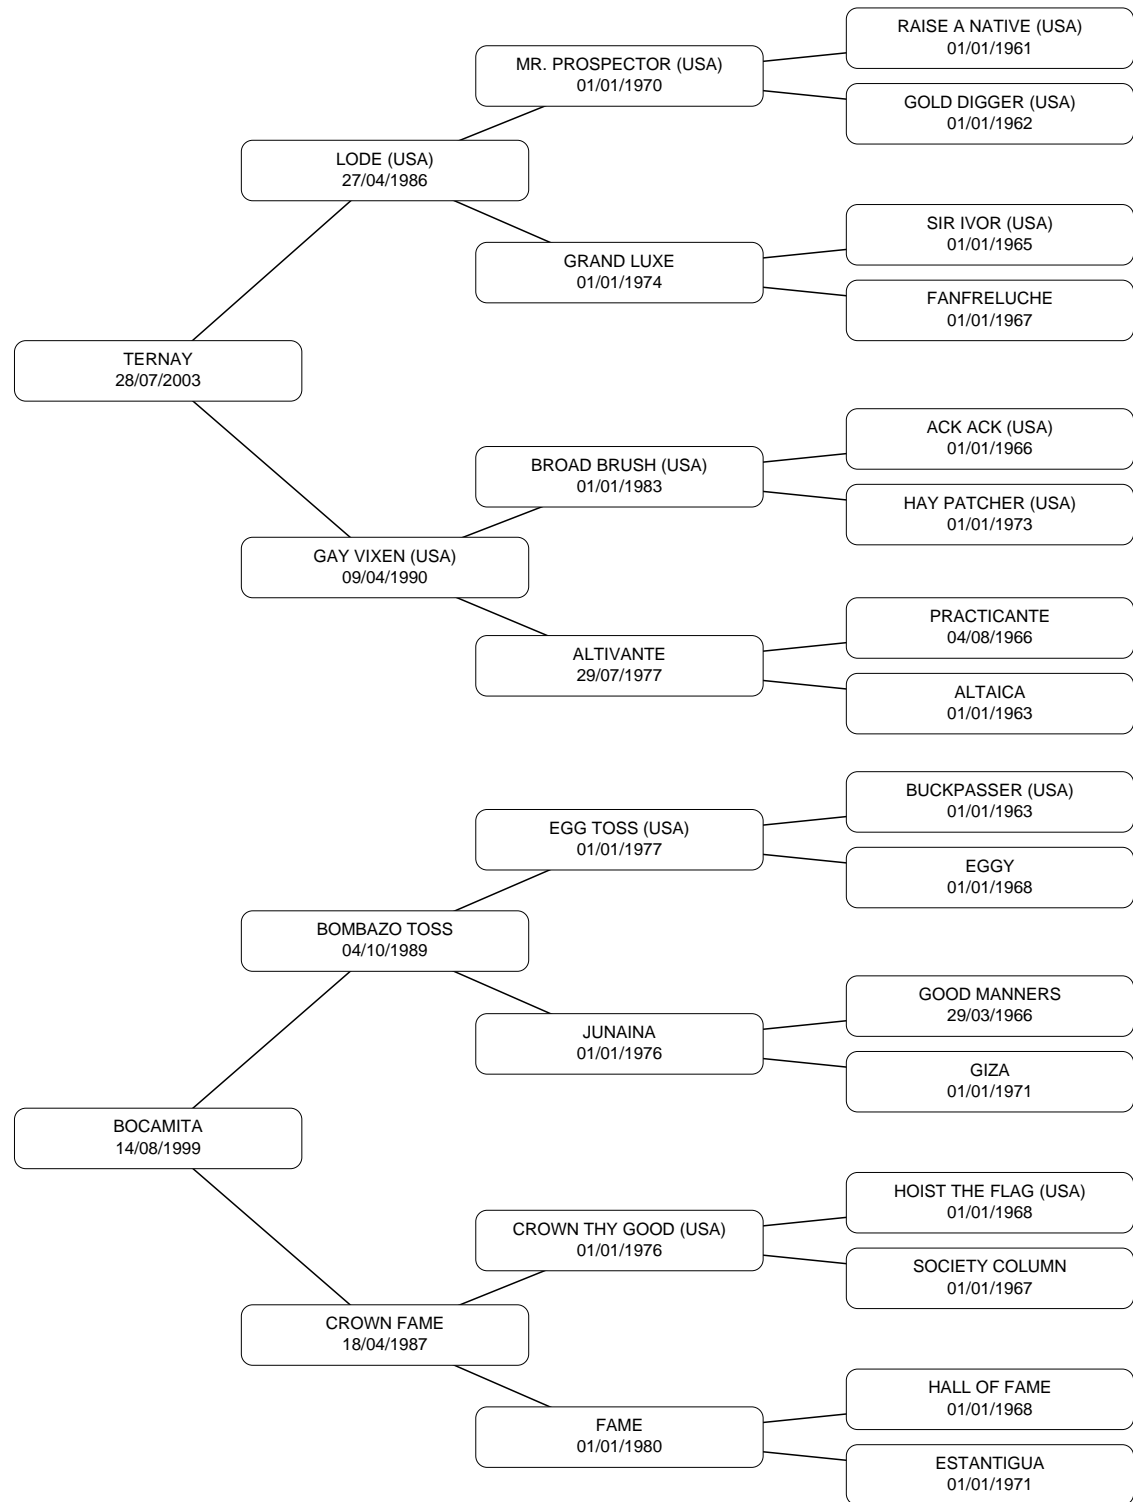 RAISE A NATIVE (USA)
01/01/1961
MR. PROSPECTOR (USA)
01/01/1970
GOLD DIGGER (USA)
01/01/1962
LODE (USA)
27/04/1986
SIR IVOR (USA)
01/01/1965
GRAND LUXE
01/01/1974
FANFRELUCHE
01/01/1967
TERNAY
28/07/2003
ACK ACK (USA)
01/01/1966
BROAD BRUSH (USA)
01/01/1983
HAY PATCHER (USA)
01/01/1973
GAY VIXEN (USA)
09/04/1990
PRACTICANTE
04/08/1966
ALTIVANTE
29/07/1977
ALTAICA
01/01/1963
BUCKPASSER (USA)
01/01/1963
EGG TOSS (USA)
01/01/1977
EGGY
01/01/1968
BOMBAZO TOSS
04/10/1989
GOOD MANNERS
29/03/1966
JUNAINA
01/01/1976
GIZA
01/01/1971
BOCAMITA
14/08/1999
HOIST THE FLAG (USA)
01/01/1968
CROWN THY GOOD (USA)
01/01/1976
SOCIETY COLUMN
01/01/1967
CROWN FAME
18/04/1987
HALL OF FAME
01/01/1968
FAME
01/01/1980
ESTANTIGUA
01/01/1971